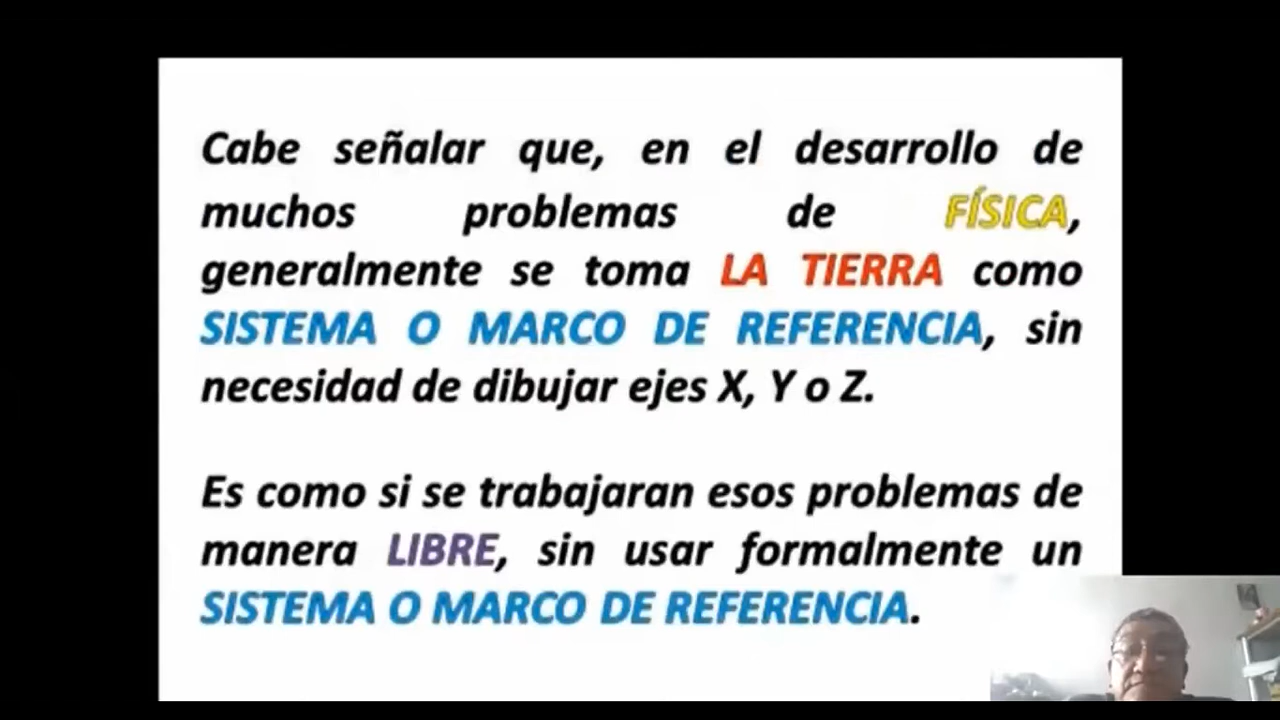 Cabe señalar que, en el desarrollo de
muchos problemas de FÍSICA,
generalmente se toma LA TIERRA como
SISTEMA O MARCO DE REFERENCIA, sin
necesidad de dibujar ejes X, Y o Z.
Es como si se trabajaran esos problemas de
manera LIBRE, sin usar formalmente un
SISTEMA O MARCO DE REFERENCIA.